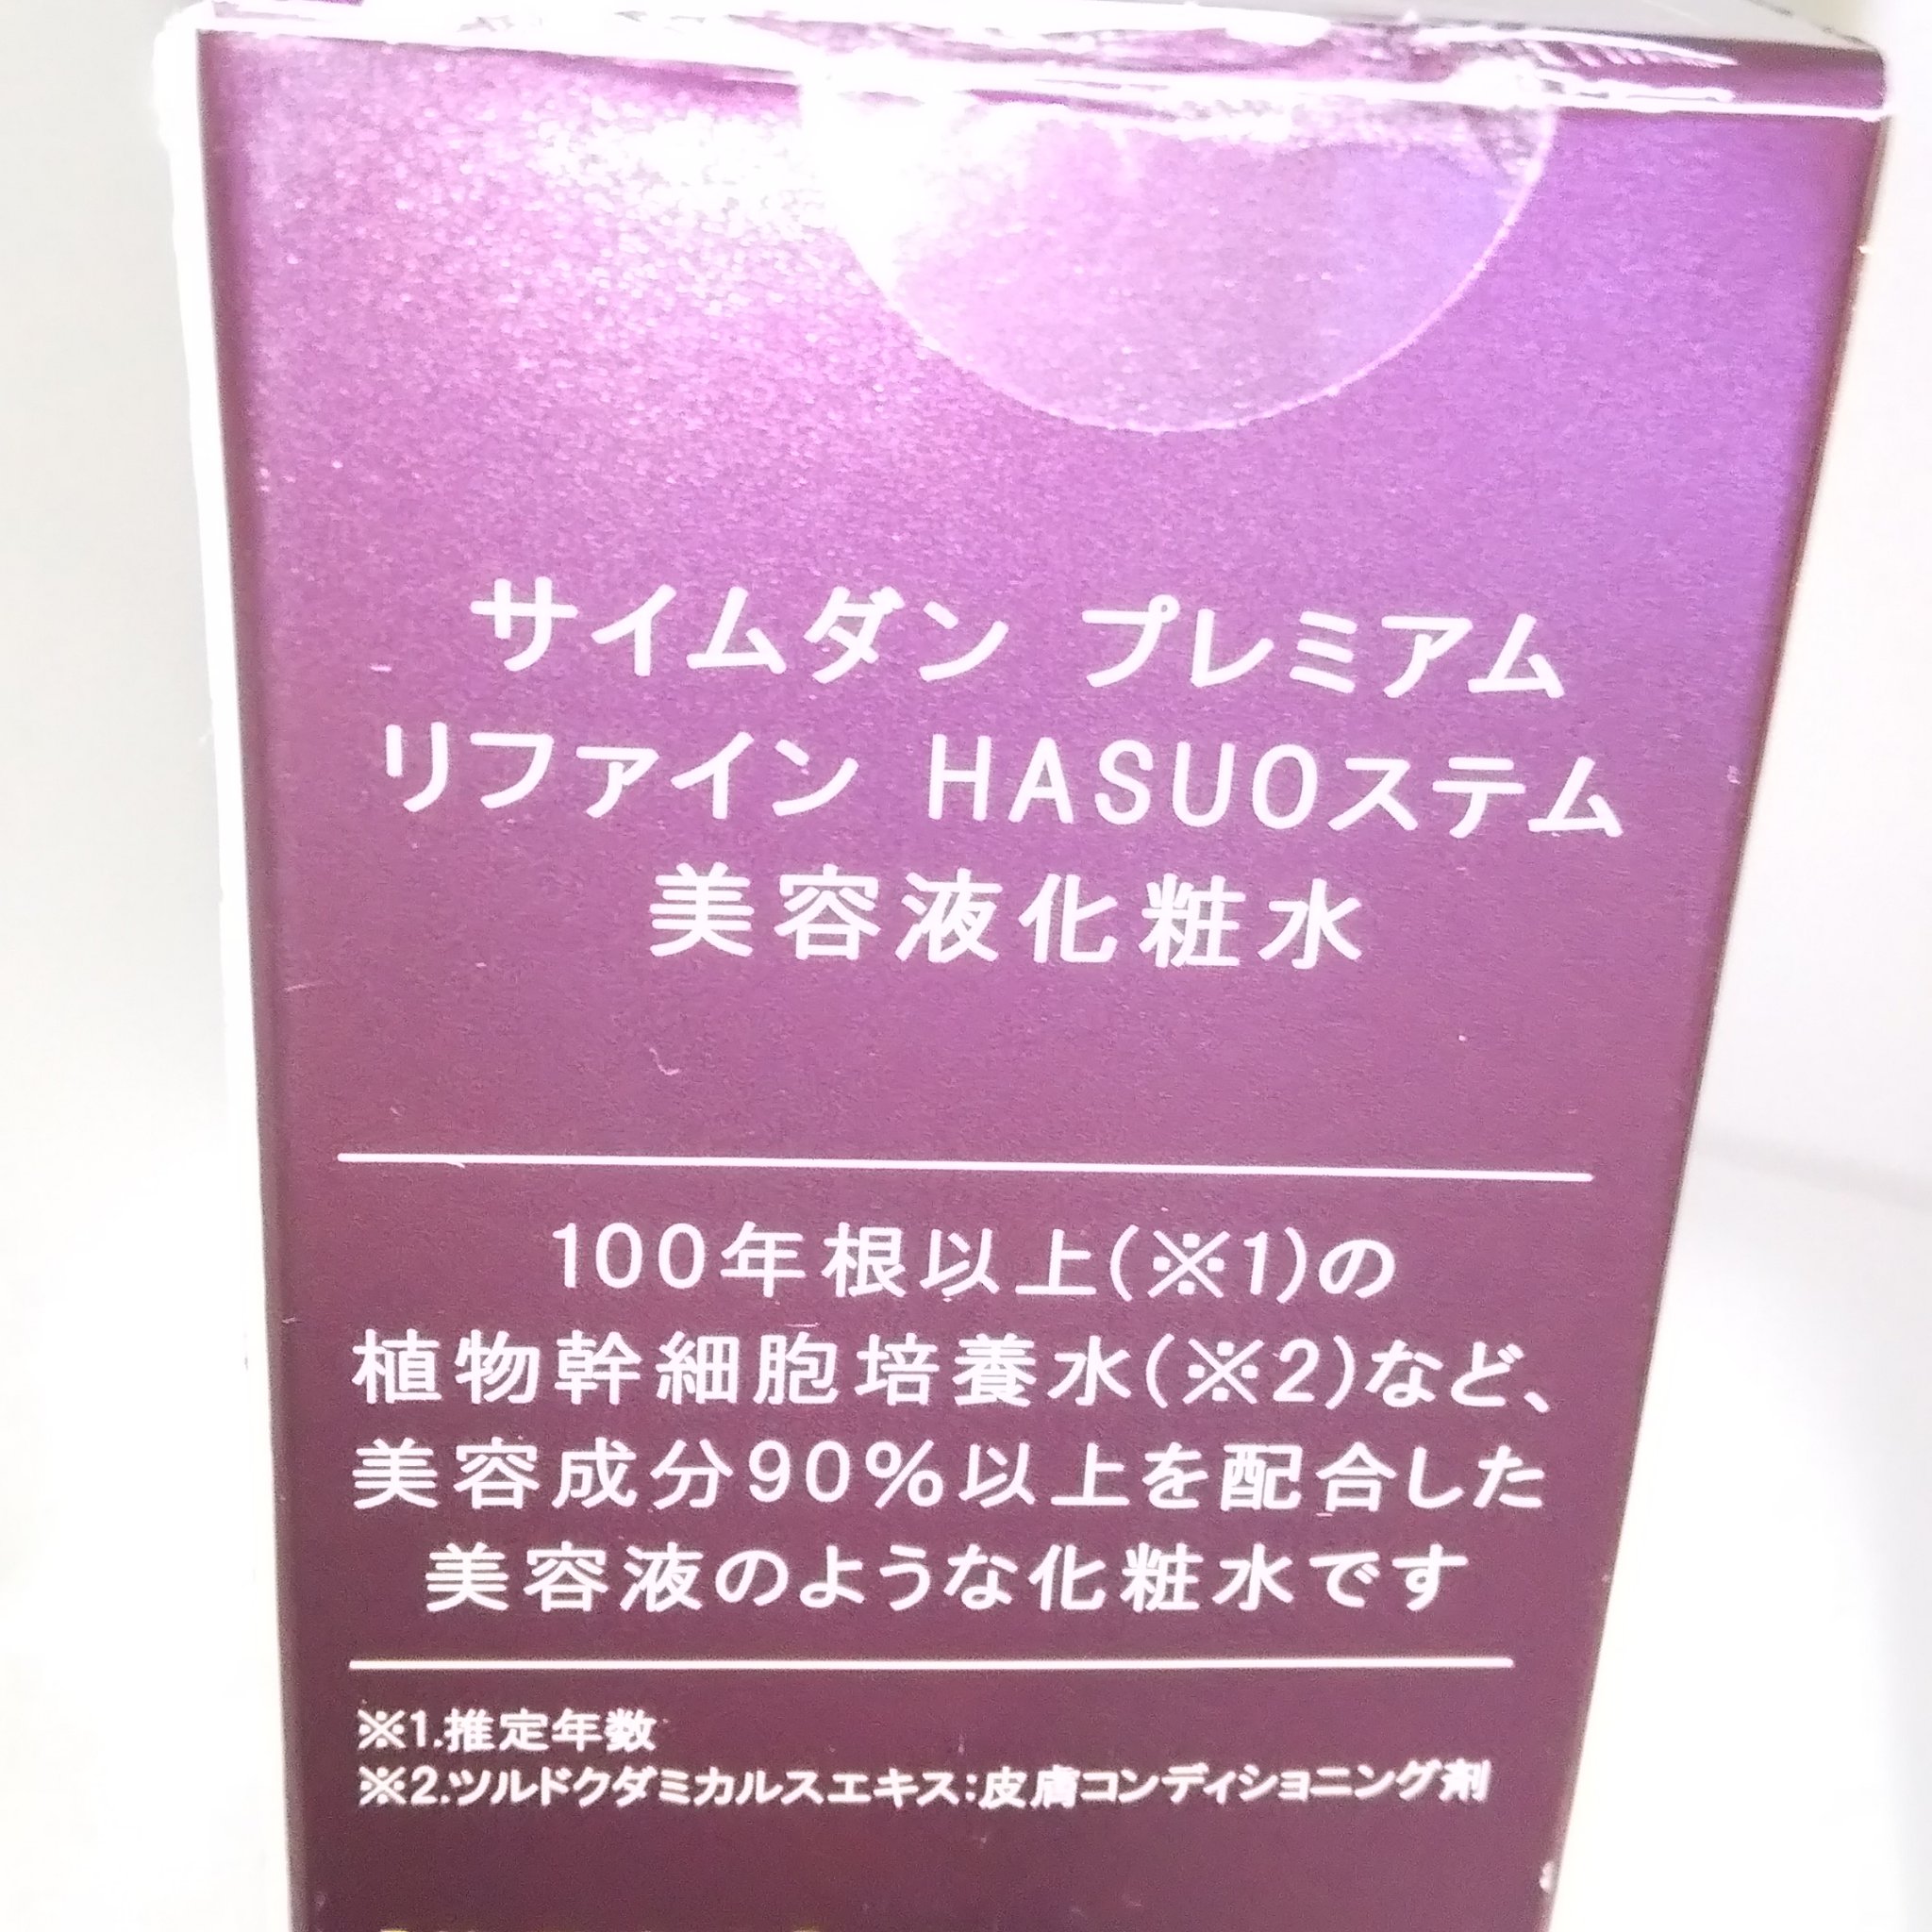 サイムダン プレミアム
リファイン HASUOステム
美容液化粧水
100年根以上(※1)の
植物幹細胞培養水(※2)など、
美容成分90%以上を配合した
美容液のような化粧水です
※1.推定年数
※2.ツルドクダミカルスエキス:皮膚コンディショニング剤